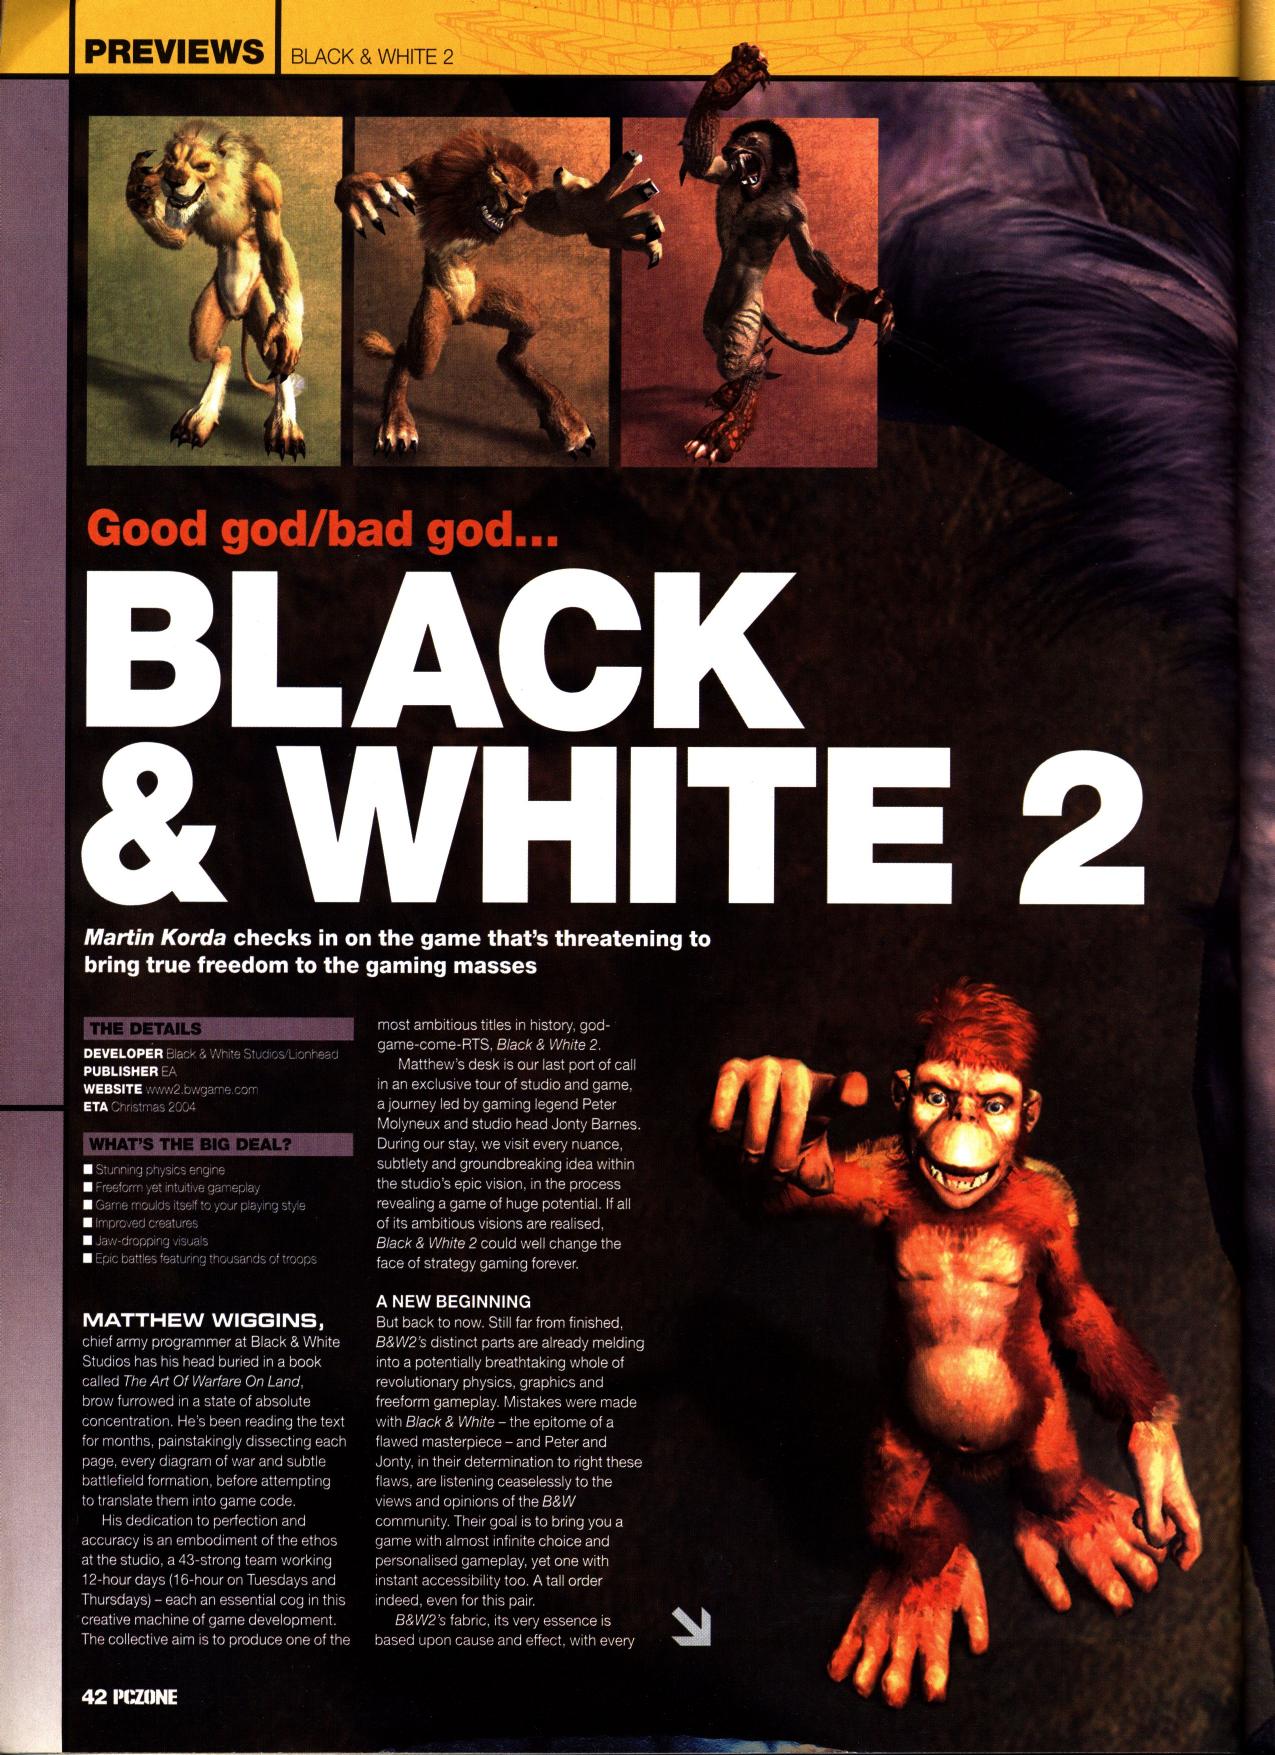 PREVIEWS BLACK & WHITE 2
Good god/bad god...
BLACK
& WHITE 2
Martin Korda checks in on the game that's threatening to
bring true freedom to the gaming masses
THE DETAILS
DEVELOPER Black & White Studios/Lionhead
PUBLISHER EA
WEBSITE www2.bwgame.com
ETA Christmas 2004
WHAT'S THE BIG DEAL?
■ Stunning physics engine
■ Freeform yet intuitive gameplay
■ Game moulds itself to your playing style
■ Improved creatures
■ Jaw-dropping visuals
■ Epic battles featuring thousands of troops
MATTHEW WIGGINS,
chief army programmer at Black & White
Studios has his head buried in a book
called The Art Of Warfare On Land,
brow furrowed in a state of absolute
concentration. He's been reading the text
for months, painstakingly dissecting each
page, every diagram of war and subtle
battlefield formation, before attempting
to translate them into game code.
His dedication to perfection and
accuracy is an embodiment of the ethos
at the studio, a 43-strong team working
12-hour days (16-hour on Tuesdays and
Thursdays) – each an essential cog in this
creative machine of game development.
The collective aim is to produce one of the
most ambitious titles in history, god-
game-come-RTS, Black & White 2.
Matthew's desk is our last port of call
in an exclusive tour of studio and game,
a journey led by gaming legend Peter
Molyneux and studio head Jonty Barnes.
During our stay, we visit every nuance,
subtlety and groundbreaking idea within
the studio's epic vision, in the process
revealing a game of huge potential. If all
of its ambitious visions are realised,
Black & White 2 could well change the
face of strategy gaming forever.
A NEW BEGINNING
But back to now. Still far from finished,
B&W2's distinct parts are already melding
into a potentially breathtaking whole of
revolutionary physics, graphics and
freeform gameplay. Mistakes were made
with Black & White – the epitome of a
flawed masterpiece – and Peter and
Jonty, in their determination to right these
flaws, are listening ceaselessly to the
views and opinions of the B&W
community. Their goal is to bring you a
game with almost infinite choice and
personalised gameplay, yet one with
instant accessibility too. A tall order
indeed, even for this pair.
B&W2's fabric, its very essence is
based upon cause and effect, with every
42 PCZONE